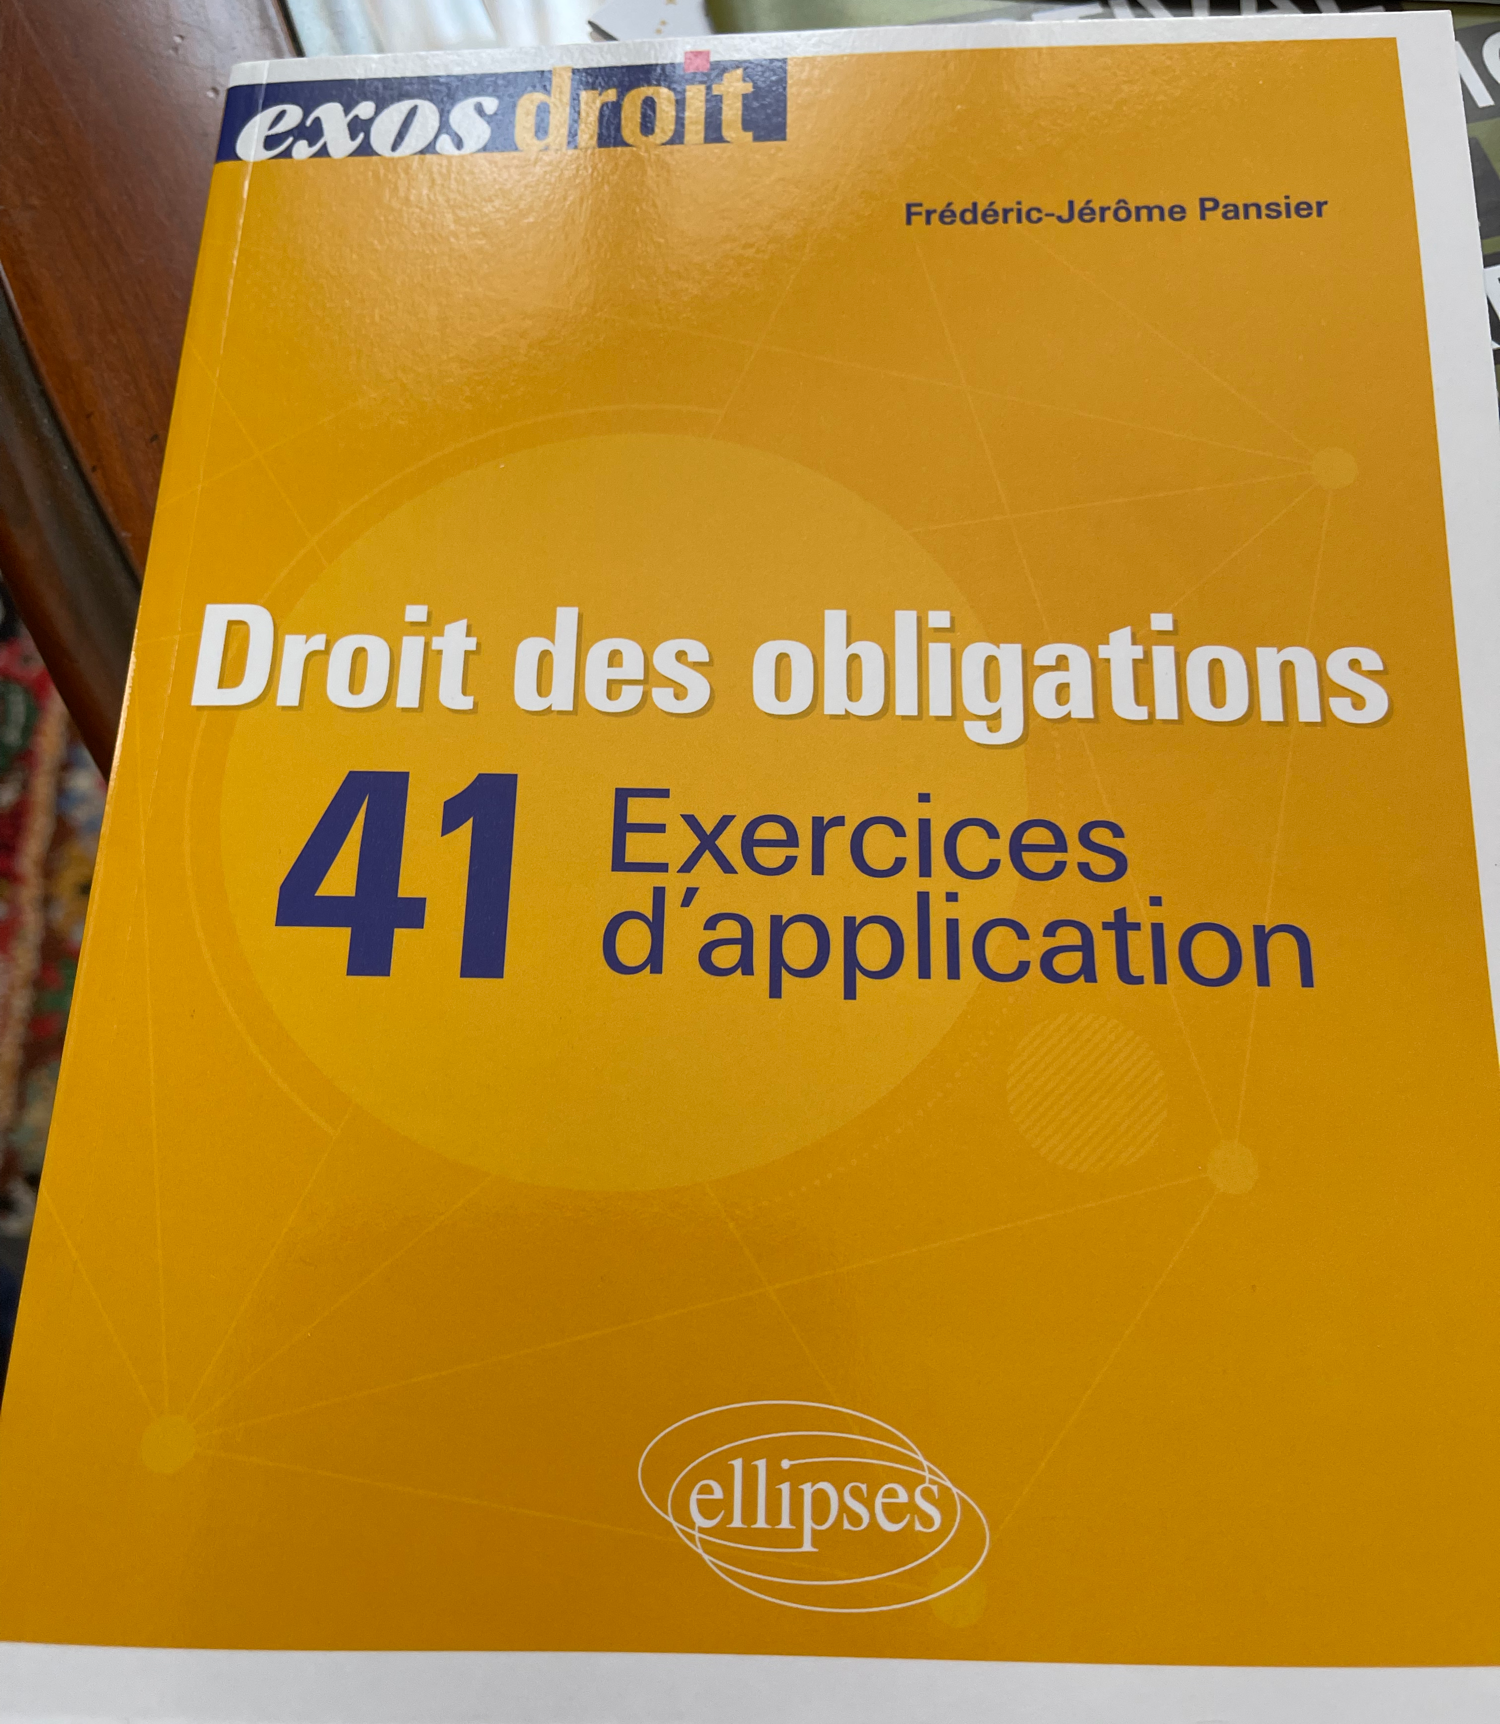 exos droit
Frédéric-Jérôme Pansier
Droit des obligations
41 Exercices
d'application
ellipses